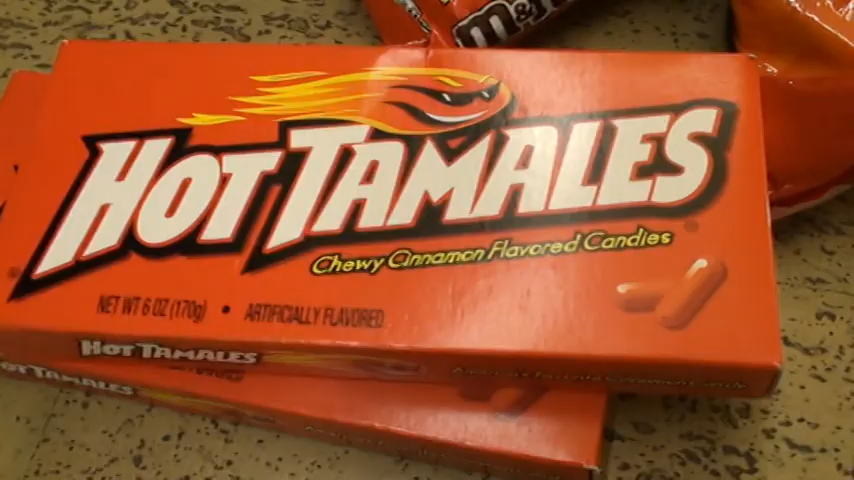 m&m's
HOT TAMALES
Chewy Cinnamon Flavored Candies
NET WT 6 OZ (170g) • ARTIFICIALLY FLAVORED
HOT TAMALES
HOT TAMALES